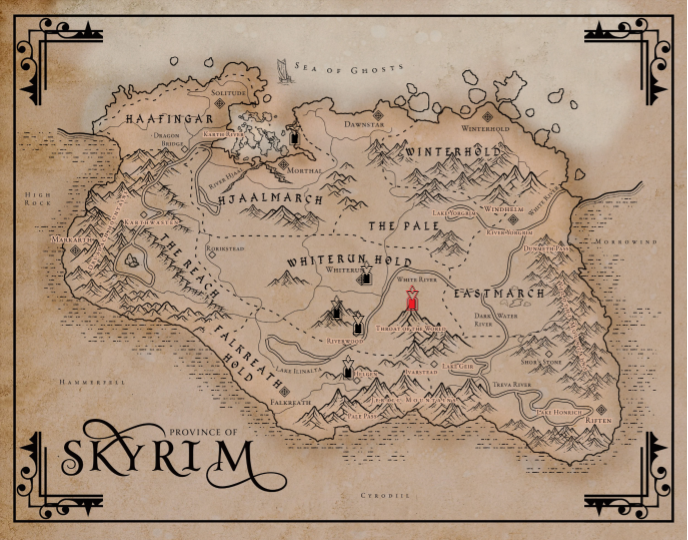 SEA OF GHOSTS
SOLITUDE
HAAFINGAR
DAWNSTAR
WINTERHOLD
DRAGON
BRIDGE
KARTH RIVER
WINTERHOLD
MORTHAL
RIVER HJAAL
HJAALMARCH
HIGH
ROCK
LAKE YORGRIM
WINDHELM
WHITE RIVER
KARTHWASTEN
THE PALE
RIVER YORGRIM
MARKARTH
MORROWIND
DUNMETH PASS
RORIKSTEAD
THE REACH
WHITERUN HOLD
WHITERUN
WHITE RIVER
EASTMARCH
DARK WATER
RIVER
THROAT OF THE WORLD
RIVERWOOD
FALKREATH
HOLD
LAKE ILINALTA
HELGEN
IVARSTEAD
LAKE GEIR
SHOR'S STONE
HAMMERFELL
TREVA RIVER
FALKREATH
JERALL MOUNTAINS
PALE PASS
LAKE HONRICH
RIFTEN
PROVINCE OF
SKYRIM
CYRODIIL